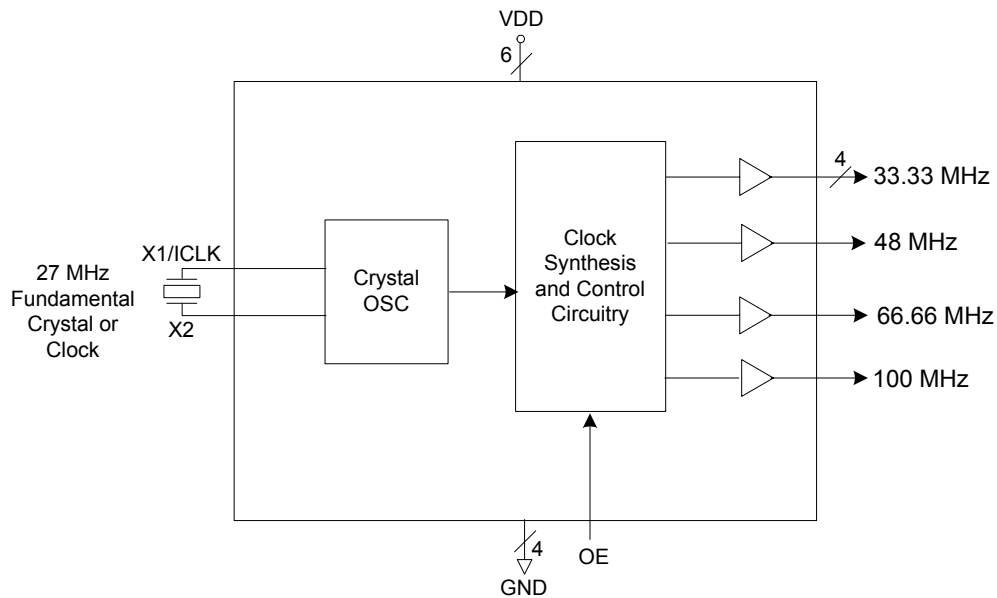 VDD
6
4
33.33 MHz
48 MHz
66.66 MHz
100 MHz
X1/ICLK
X2
27 MHz
Fundamental
Crystal or
Clock
Crystal
OSC
Clock
Synthesis
and Control
Circuitry
4
GND
OE